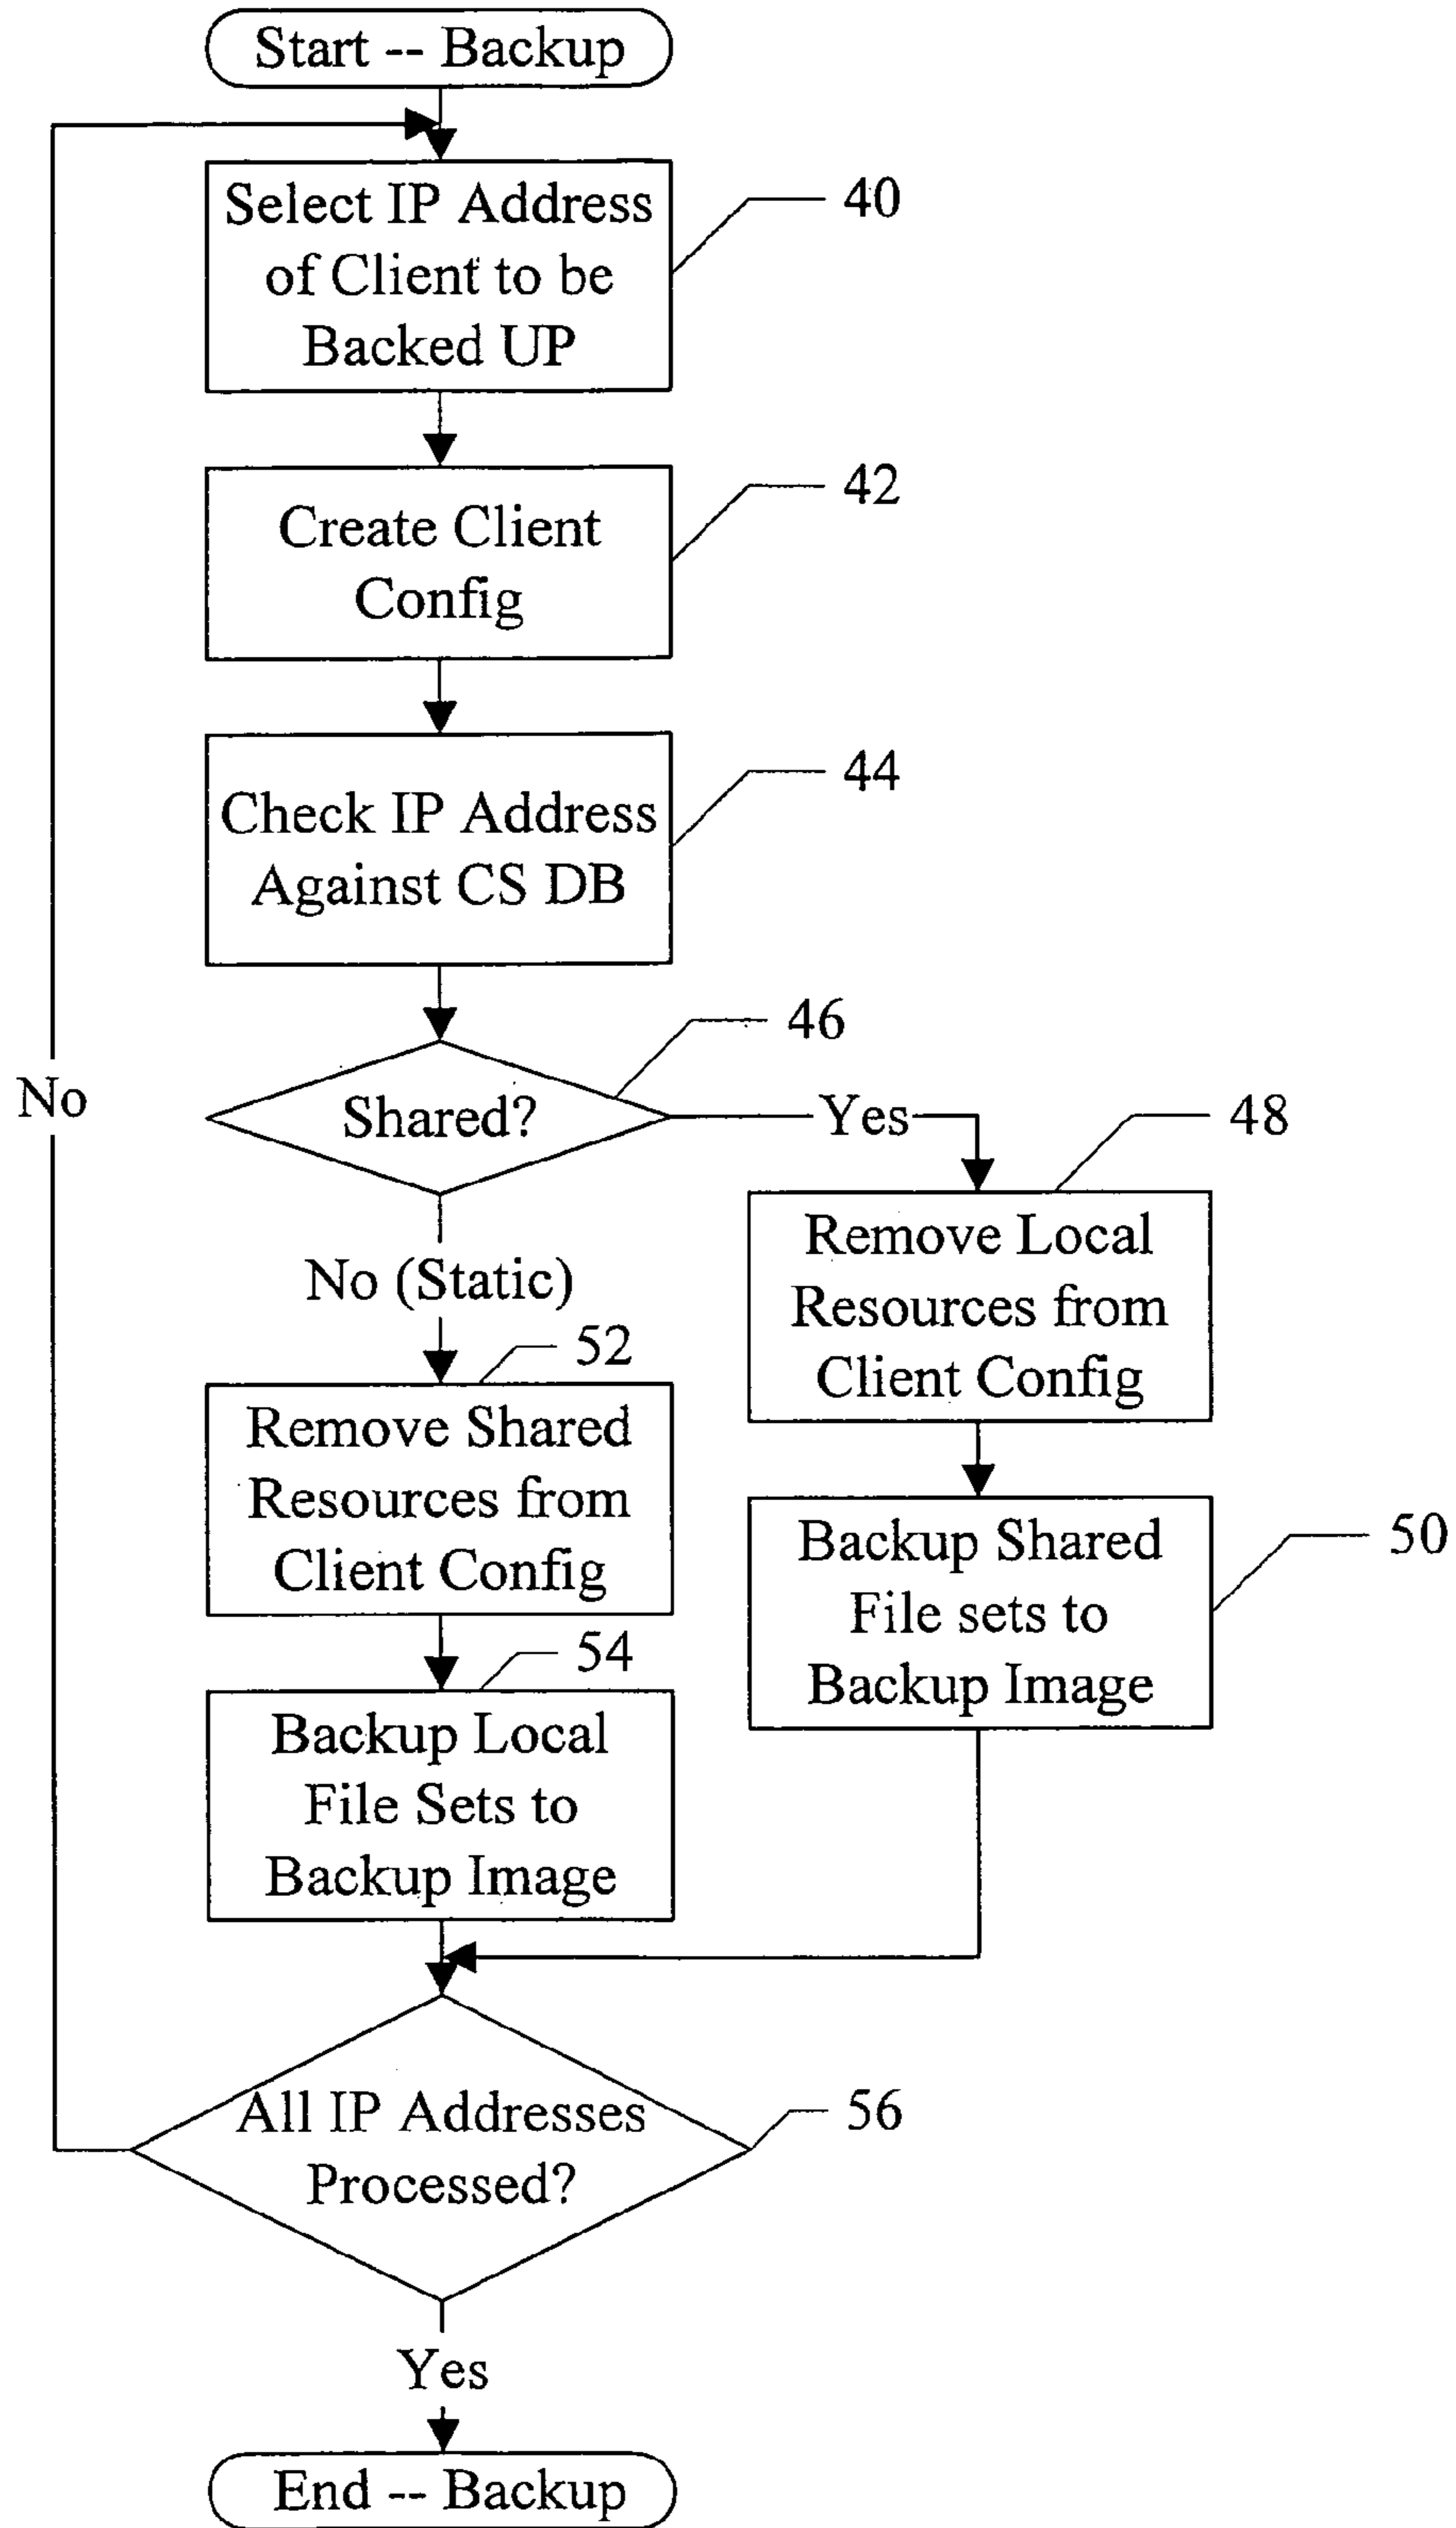 Start -- Backup
Select IP Address
of Client to be
Backed UP
40
Create Client
Config
42
Check IP Address
Against CS DB
44
46
Shared?
Yes
No
48
Remove Local
Resources from
Client Config
No (Static)
52
Remove Shared
Resources from
Client Config
Backup Shared
File sets to
Backup Image
50
54
Backup Local
File Sets to
Backup Image
All IP Addresses
Processed?
56
Yes
End -- Backup